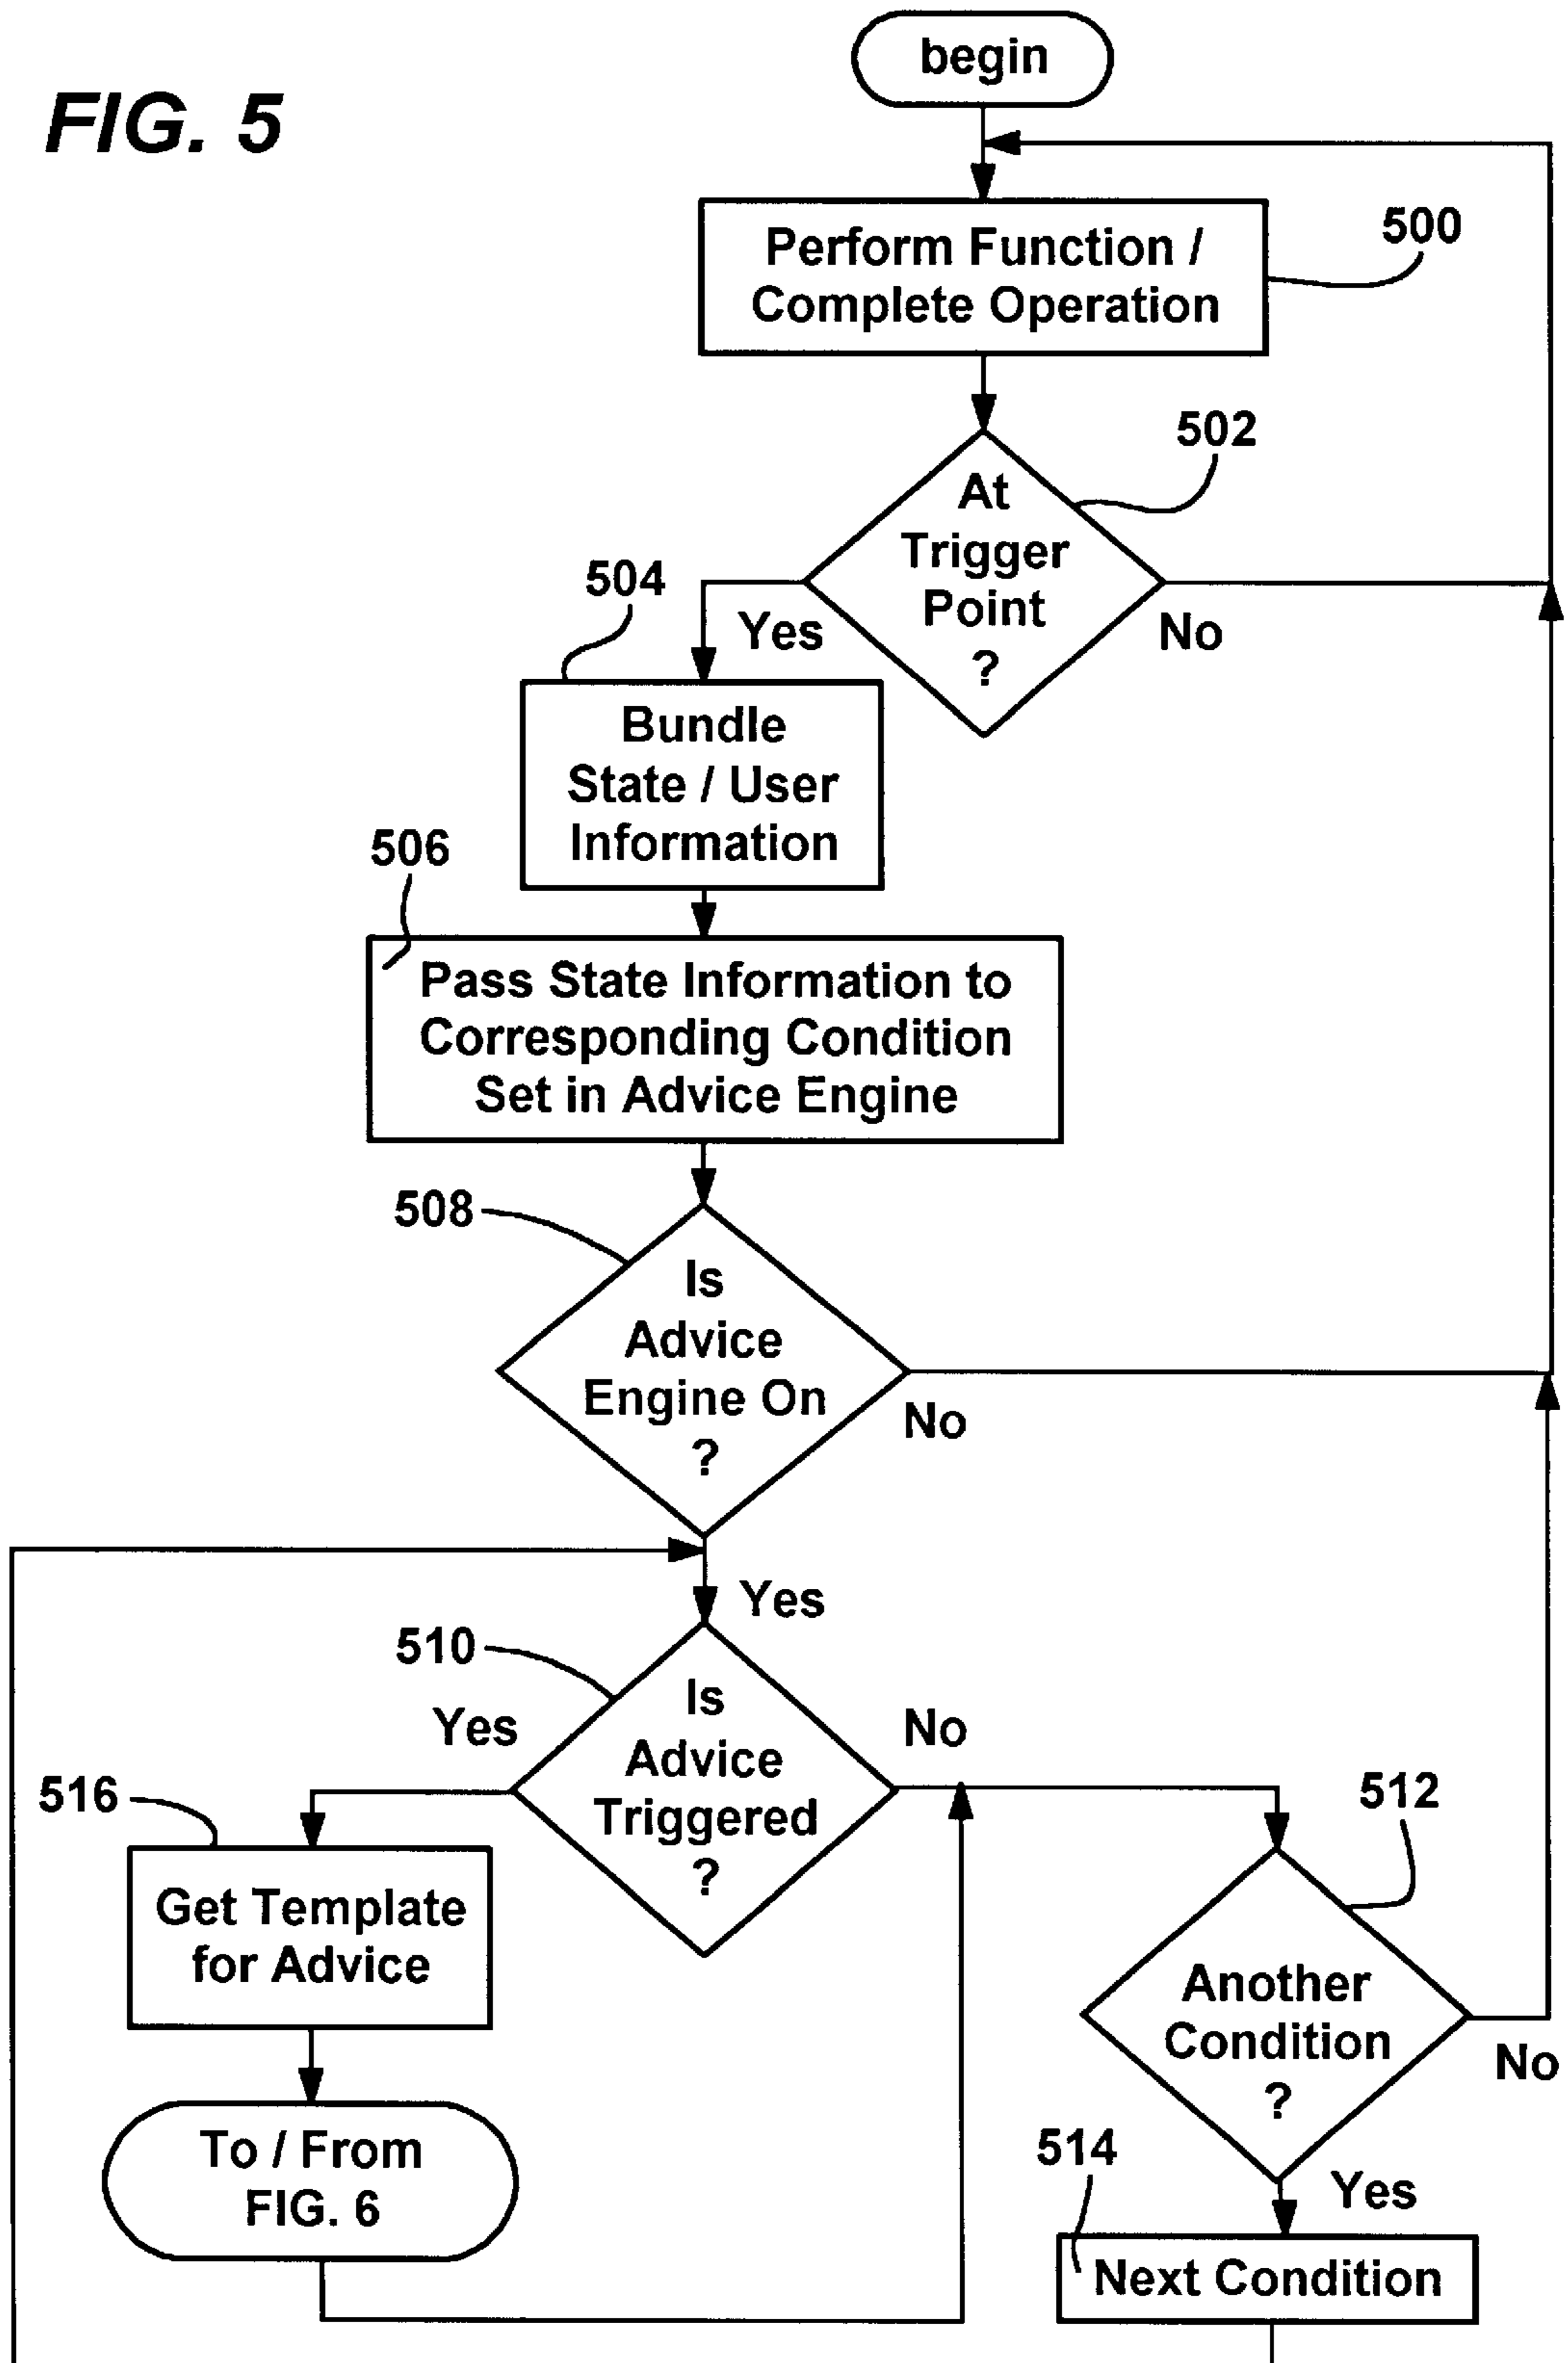 FIG. 5
begin
Perform Function /
Complete Operation
500
At
Trigger
Point
?
502
Yes
No
504
Bundle
State / User
Information
506
Pass State Information to
Corresponding Condition
Set in Advice Engine
508
Is
Advice
Engine On
?
No
Yes
510
Is
Advice
Triggered
?
Yes
No
516
Get Template
for Advice
To / From
FIG. 6
512
Another
Condition
?
No
Yes
514
Next Condition